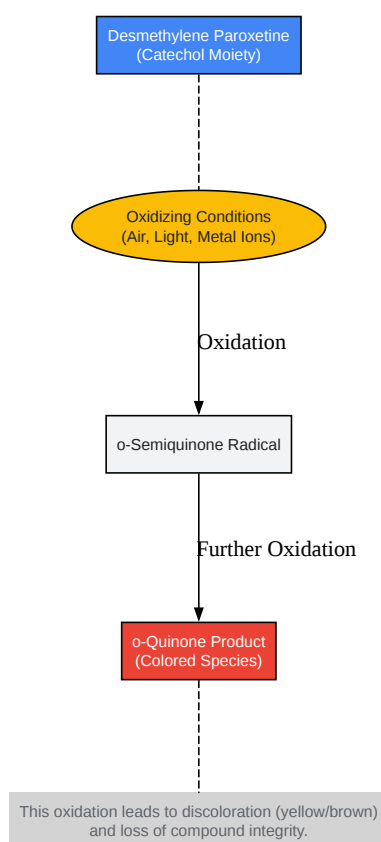 Desmethylene Paroxetine
(Catechol Moiety)
Oxidizing Conditions
(Air, Light, Metal Ions)
Oxidation
o-Semiquinone Radical
Further Oxidation
o-Quinone Product
(Colored Species)
This oxidation leads to discoloration (yellow/brown)
and loss of compound integrity.